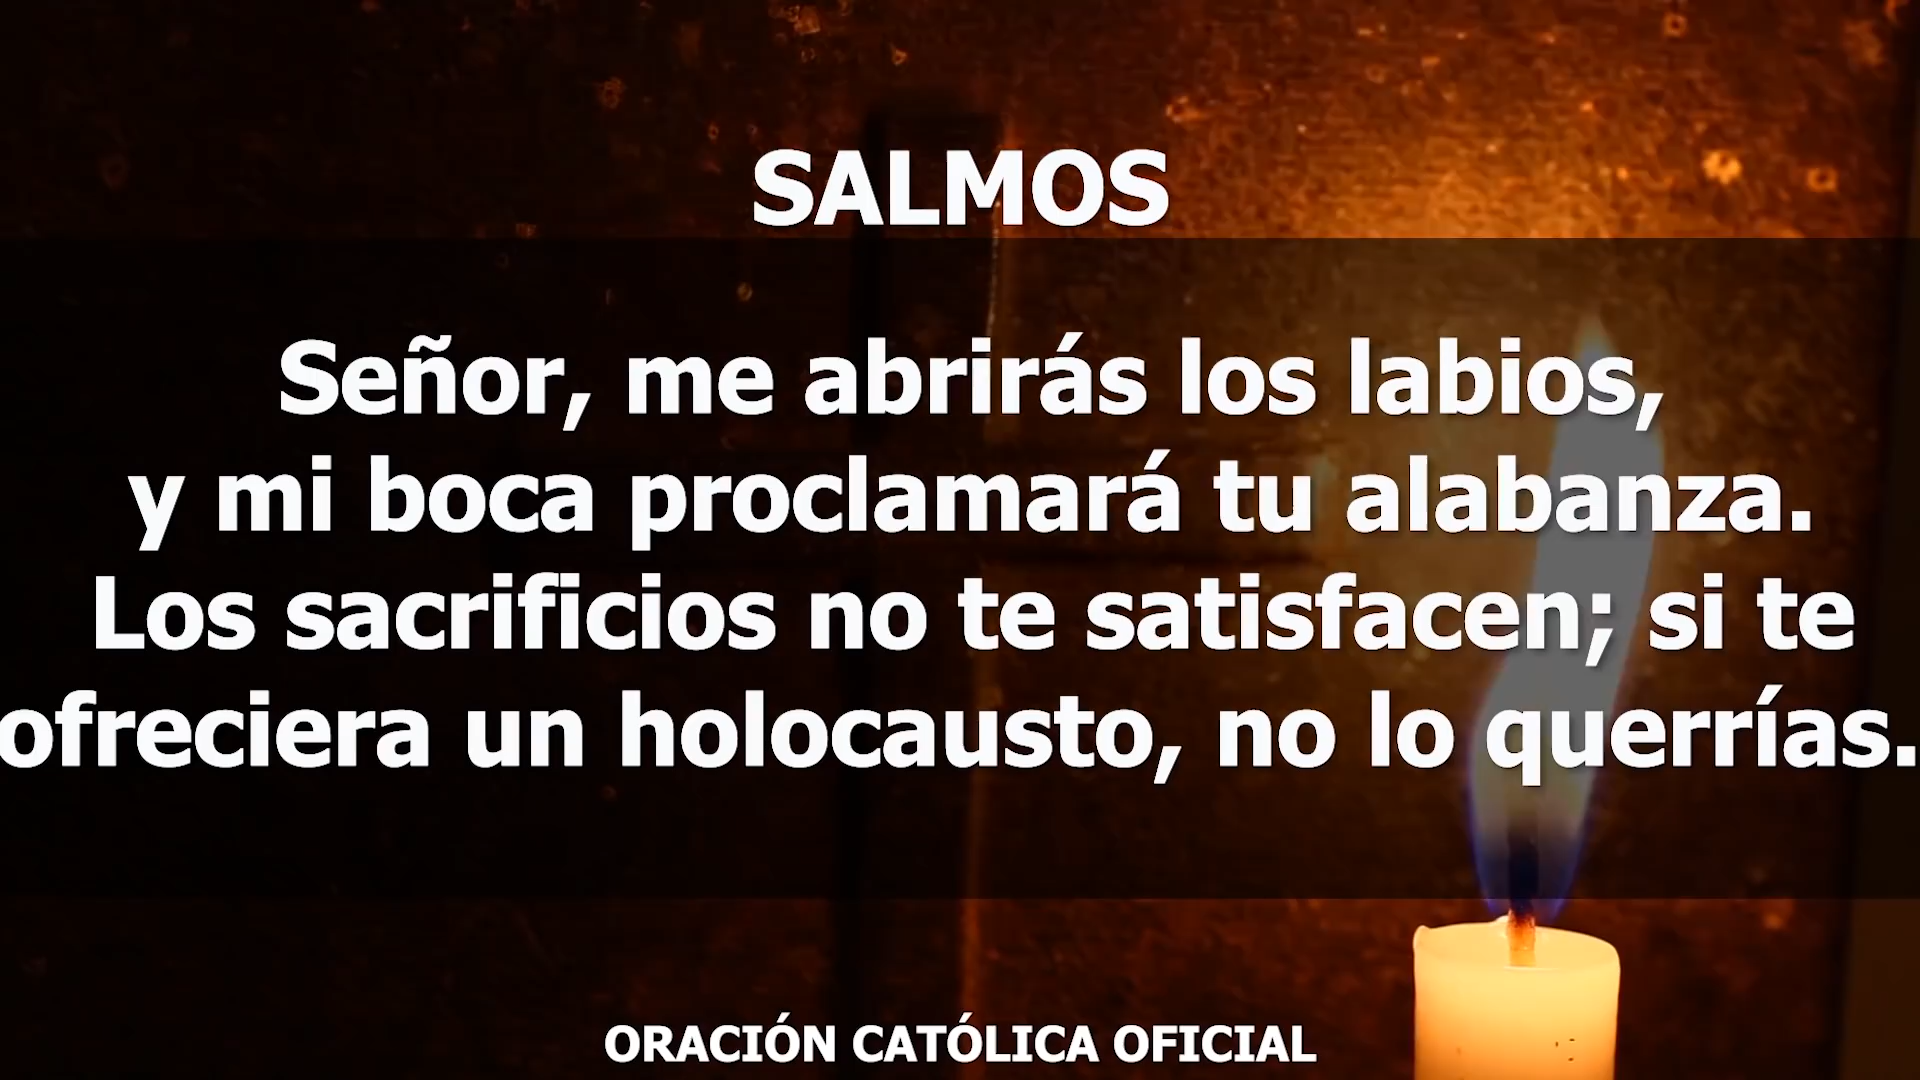 SALMOS
Señor, me abrirás los labios,
y mi boca proclamará tu alabanza.
Los sacrificios no te satisfacen; si te
ofreciera un holocausto, no lo querrías.
ORACIÓN CATÓLICA OFICIAL